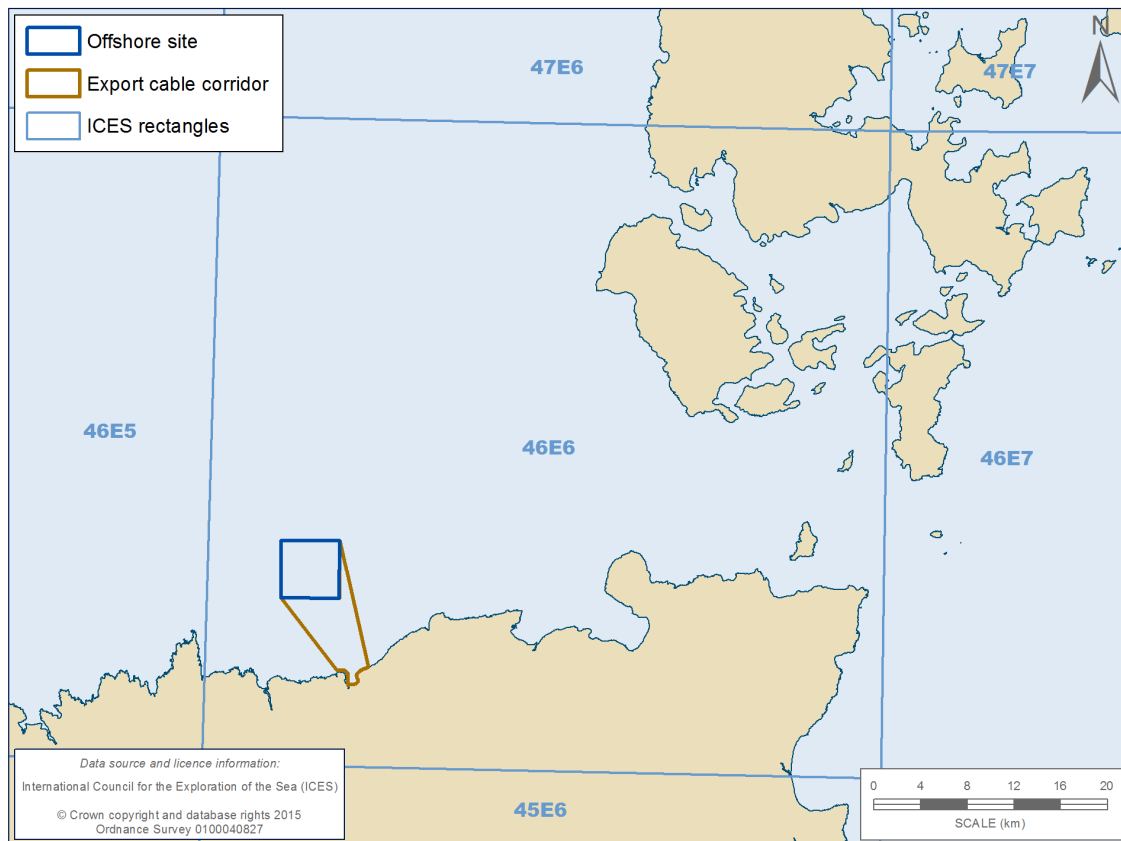 Offshore site
Export cable corridor
ICES rectangles
47E6
47E7
N
46E5
46E6
46E7
45E6
Data source and licence information:
International Council for the Exploration of the Sea (ICES)
© Crown copyright and database rights 2015
Ordnance Survey 0100040827
0 4 8 12 16 20
SCALE (km)